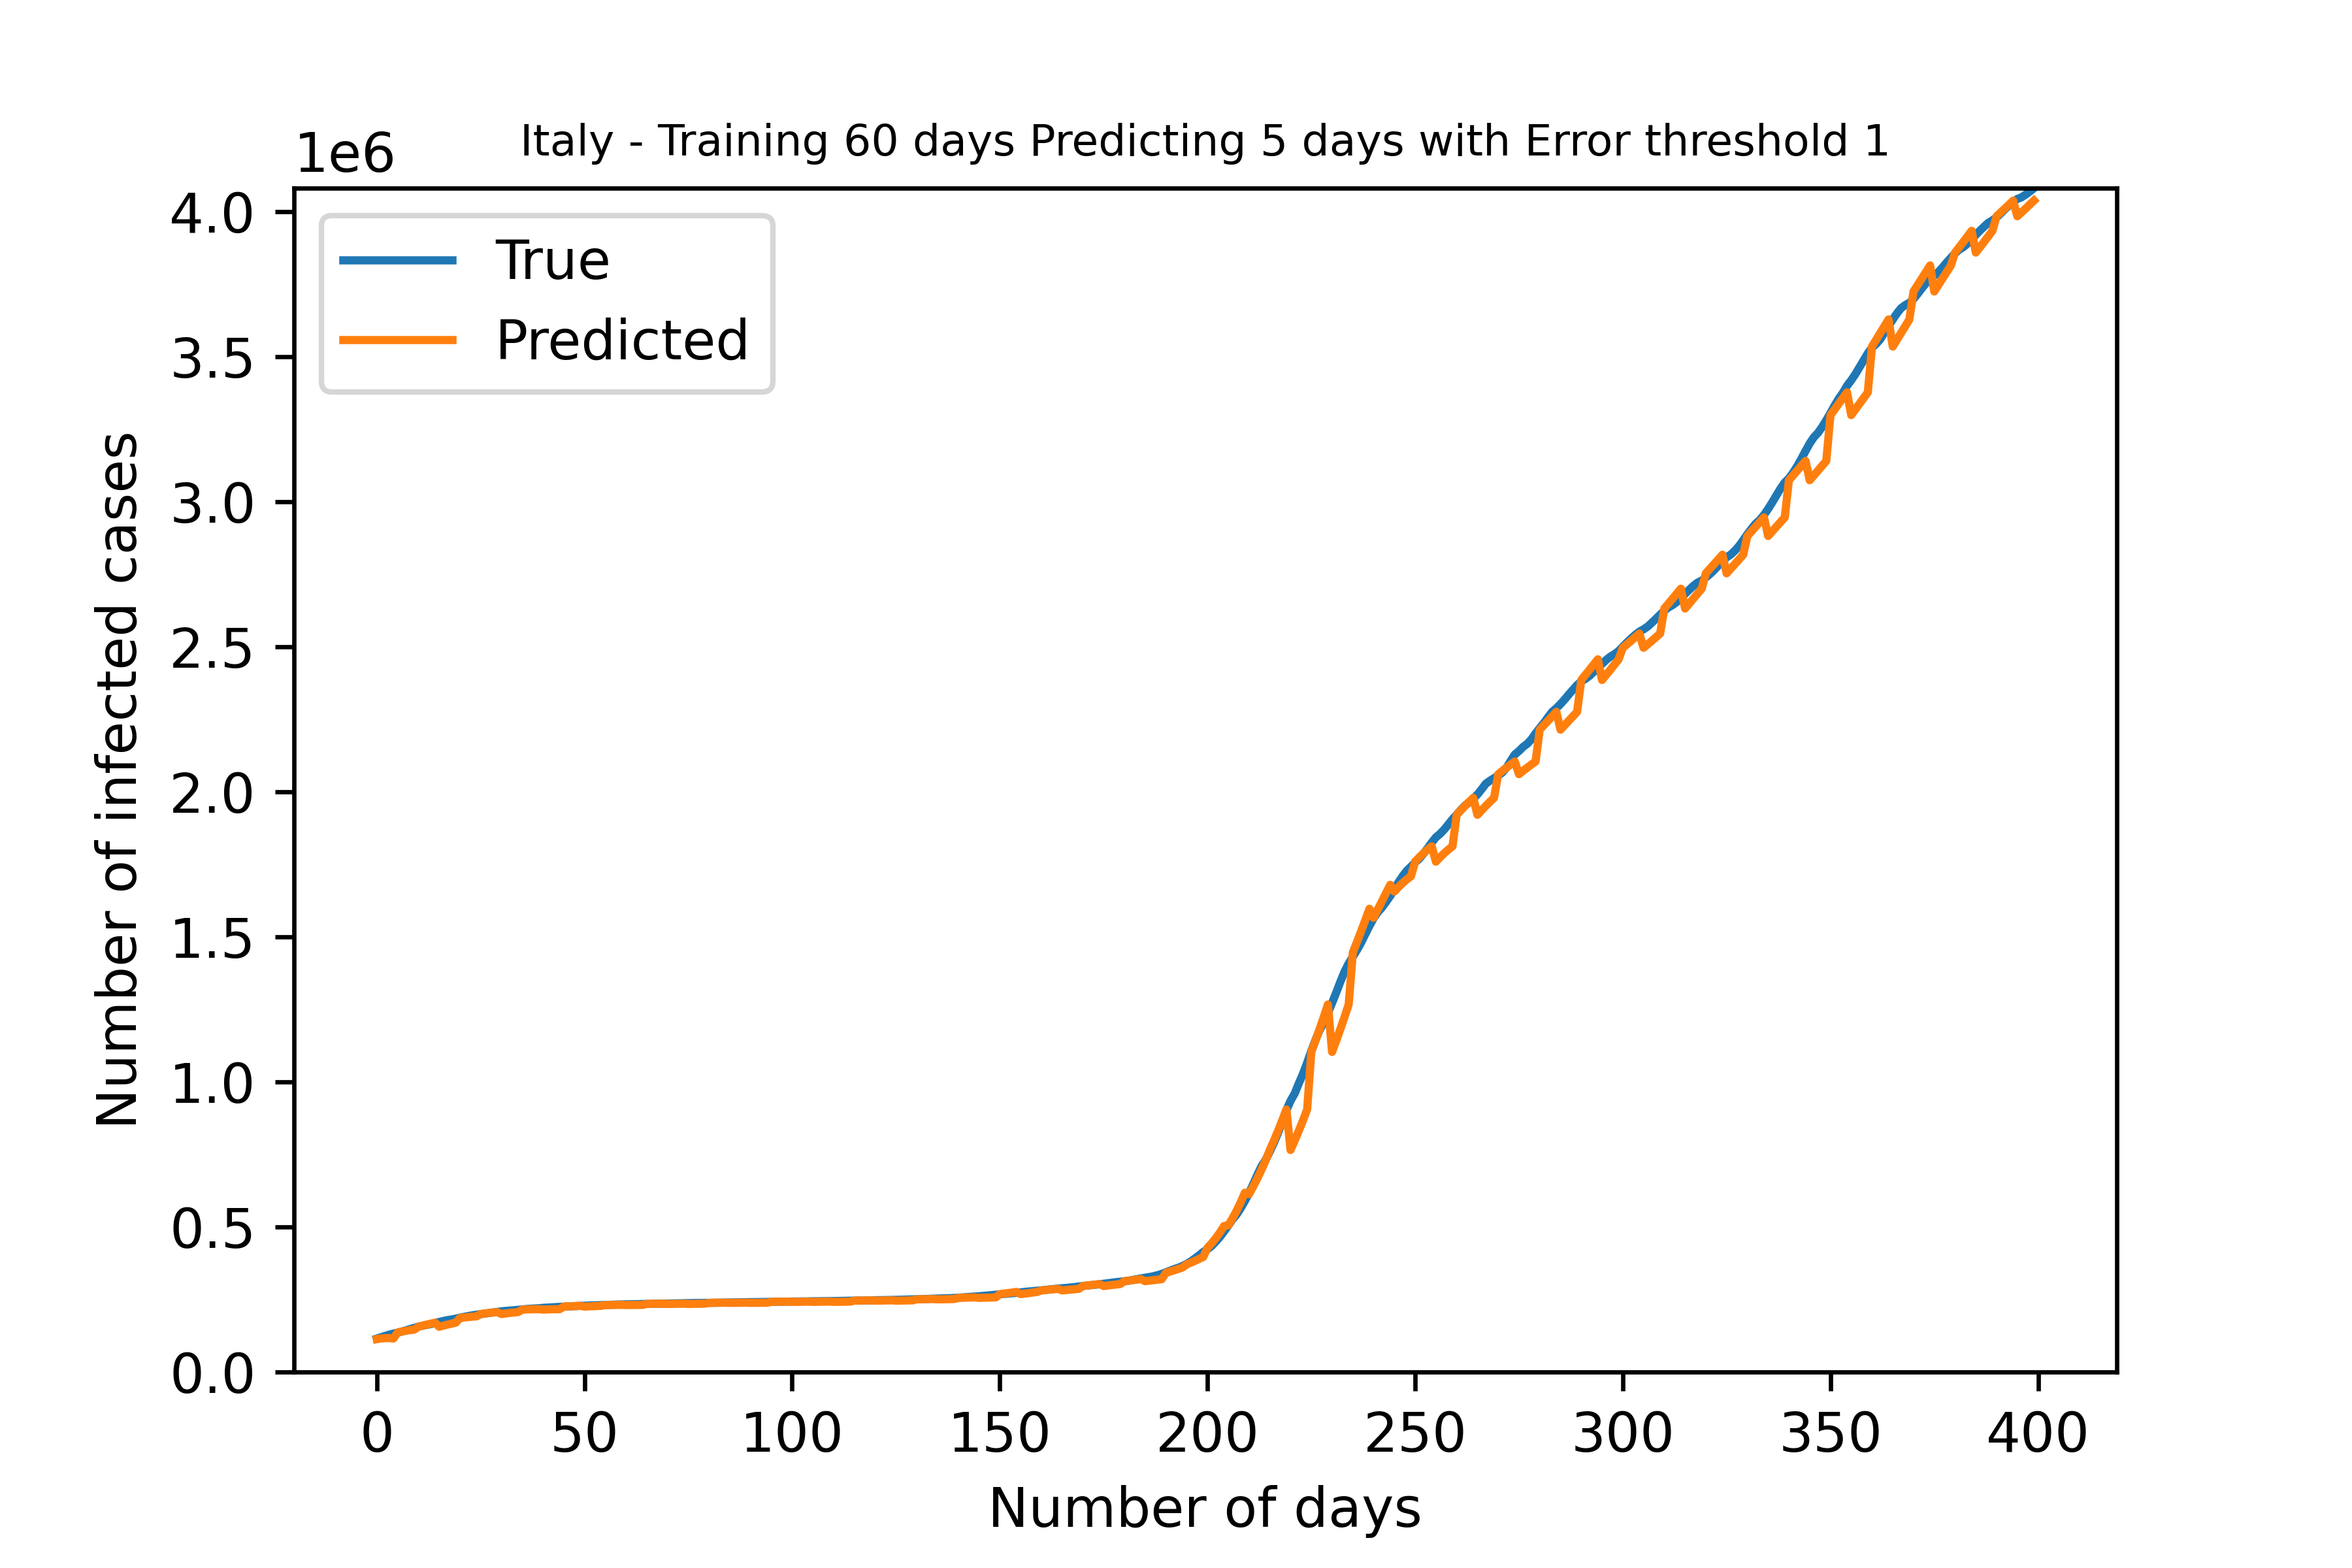 Italy - Training 60 days Predicting 5 days with Error threshold 1
1e6
True
Predicted
4.0
3.5
3.0
2.5
2.0
1.5
1.0
0.5
0.0
Number of infected cases
0 50 100 150 200 250 300 350 400
Number of days